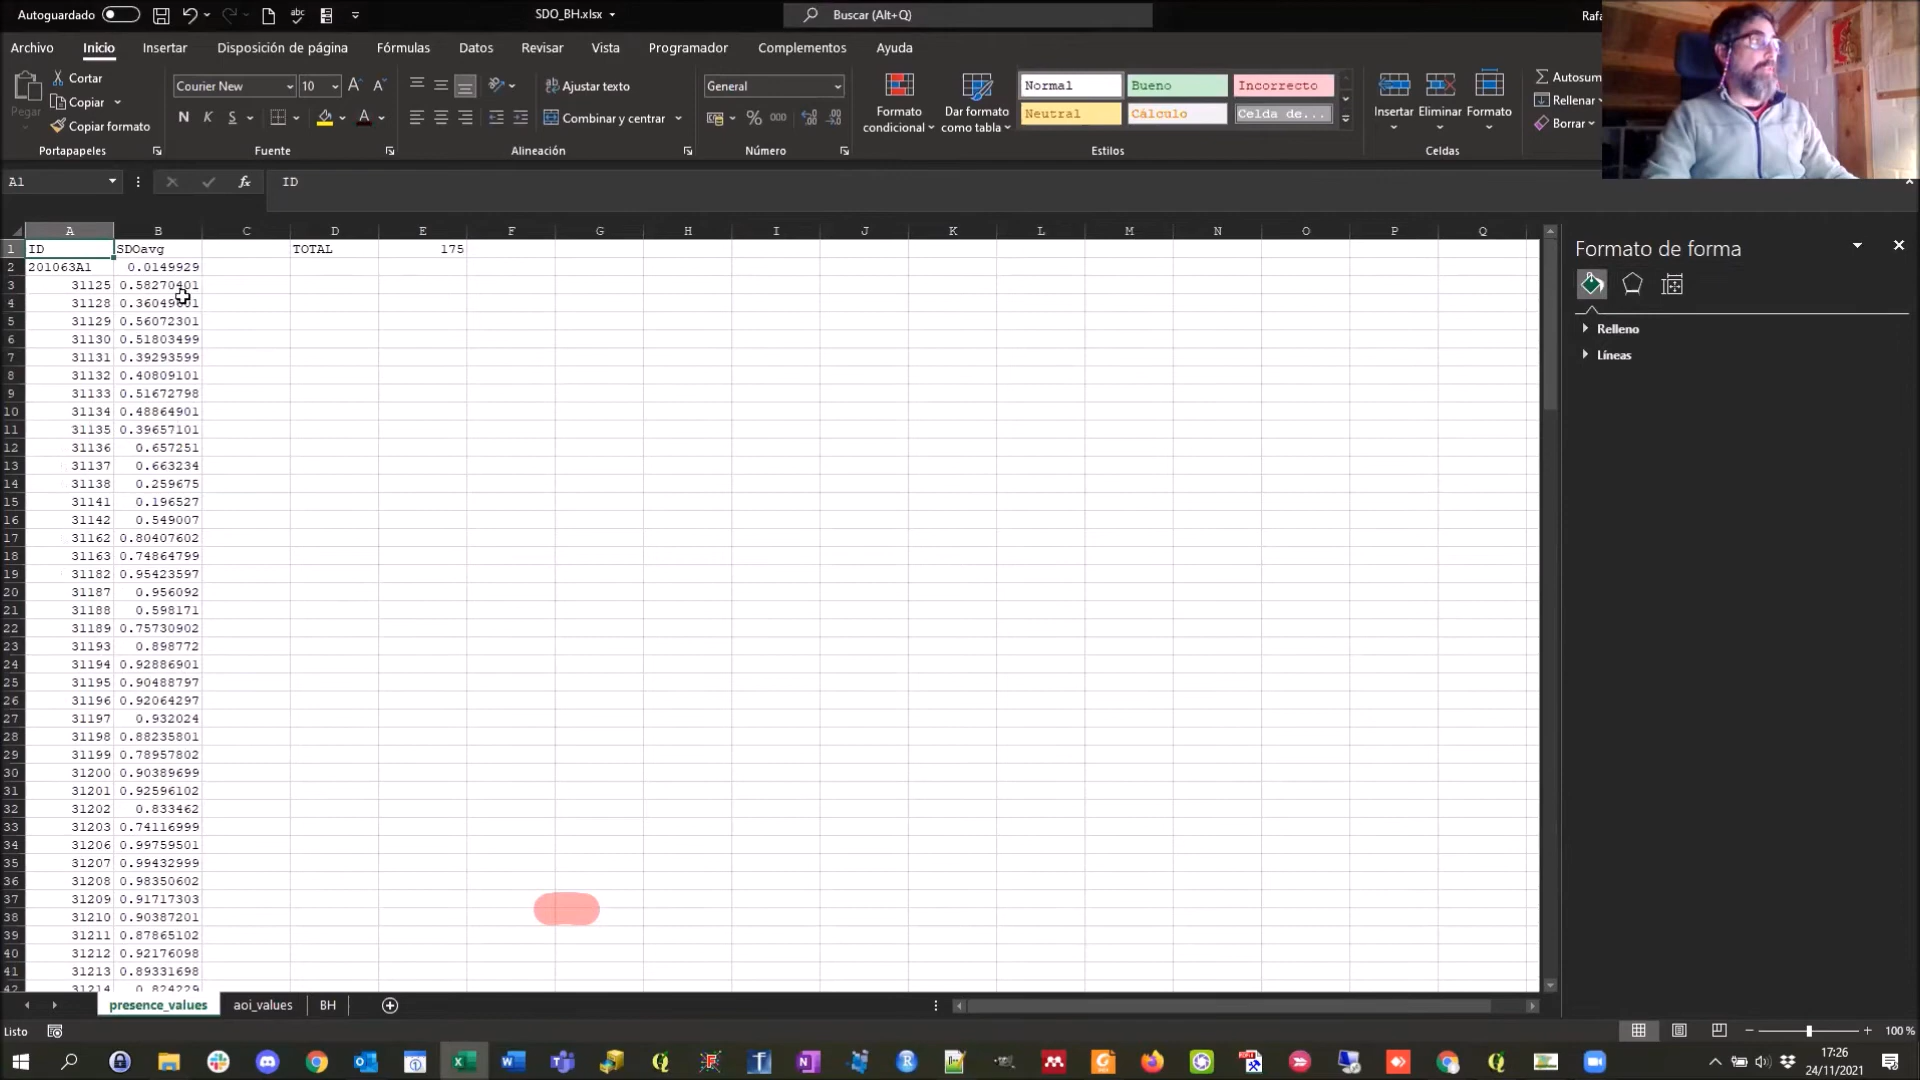 Autoguardado SDO_BH.xlsx Buscar (Alt+Q) Rafa
Archivo Inicio Insertar Disposición de página Fórmulas Datos Revisar Vista Programador Complementos Ayuda
Pegar
Cortar
Copiar
Copiar formato
Portapapeles
Courier New 10
N K S
Fuente
Ajustar texto
Combinar y centrar
Alineación
General
% 000
Número
Formato condicional
Dar formato como tabla
Normal Bueno Incorrecto
Neutral Cálculo Celda de...
Estilos
Insertar Eliminar Formato
Celdas
Autosum
Rellenar
Borrar
A1 fx ID
A B C D E F G H I J K L M N O P Q
1 ID SDOavg TOTAL 175
2 201063A1 0.0149929
3 31125 0.58270401
4 31128
5 31129 0.56072301
6 31130 0.51803499
7 31131 0.39293599
8 31132 0.40809101
9 31133 0.51672798
10 31134 0.48864901
11 31135 0.39657101
12 31136 0.657251
13 31137 0.663234
14 31138 0.259675
15 31141 0.196527
16 31142 0.549007
17 31162 0.80407602
18 31163 0.74864799
19 31182 0.95423597
20 31187 0.956092
21 31188 0.598171
22 31189 0.75730902
23 31193 0.898772
24 31194 0.92886901
25 31195 0.90488797
26 31196 0.92064297
27 31197 0.932024
28 31198 0.88235801
29 31199 0.78957802
30 31200 0.90389699
31 31201 0.92596102
32 31202 0.833462
33 31203 0.74116999
34 31206 0.99759501
35 31207 0.99432999
36 31208 0.98350602
37 31209 0.91717303
38 31210 0.90387201
39 31211 0.87865102
40 31212 0.92176098
41 31213 0.89331698
42 31214 0.824229
Formato de forma
Relleno
Líneas
presence_values aoi_values BH
Listo 100 %
17:26
24/11/2021